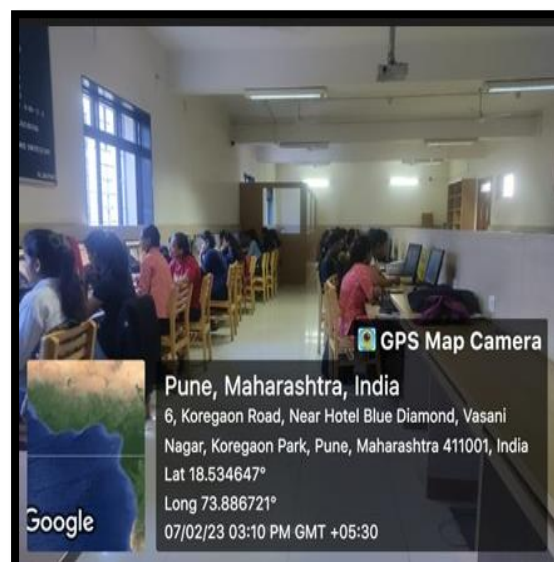 GPS Map Camera
Pune, Maharashtra, India
6, Koregaon Road, Near Hotel Blue Diamond, Vasani
Nagar, Koregaon Park, Pune, Maharashtra 411001, India
Lat 18.534647°
Long 73.886721°
07/02/23 03:10 PM GMT +05:30
Google